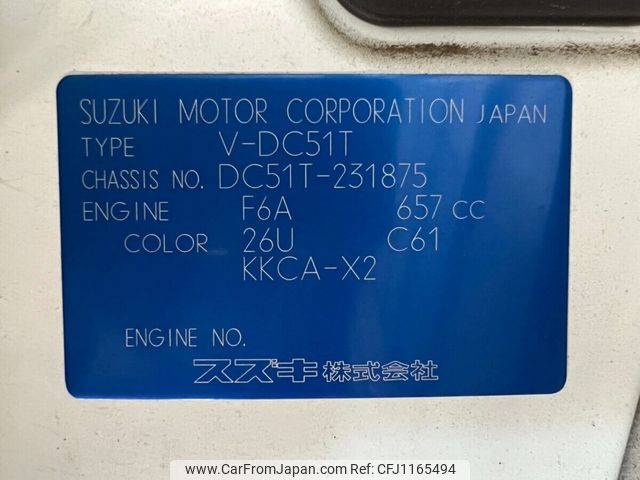 SUZUKI MOTOR CORPORATION JAPAN
TYPE V-DC51T
CHASSIS NO. DC51T-231875
ENGINE F6A 657 CC
COLOR 26U C61
KKCA-X2
ENGINE NO.
スズキ株式会社
www.CarFromJapan.com | CFJ1165494